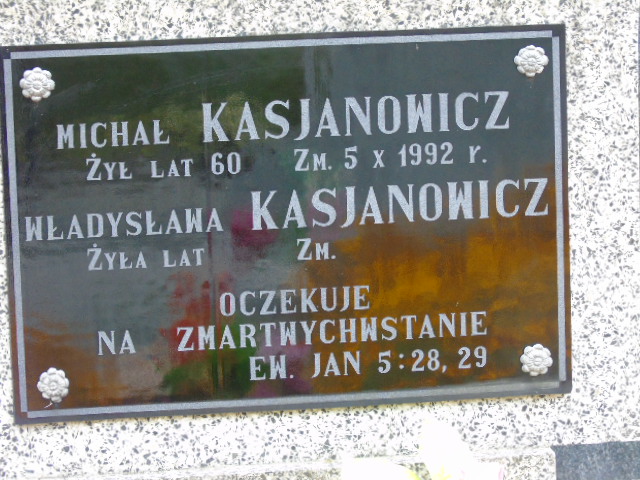 MICHAŁ KASJANOWICZ
ŻYŁ LAT 60 ZM. 5 X 1992 r.
WŁADYSŁAWA KASJANOWICZ
ŻYŁA LAT ZM.
OCZEKUJE
NA ZMARTWYCHWSTANIE
EW. JAN 5:28, 29